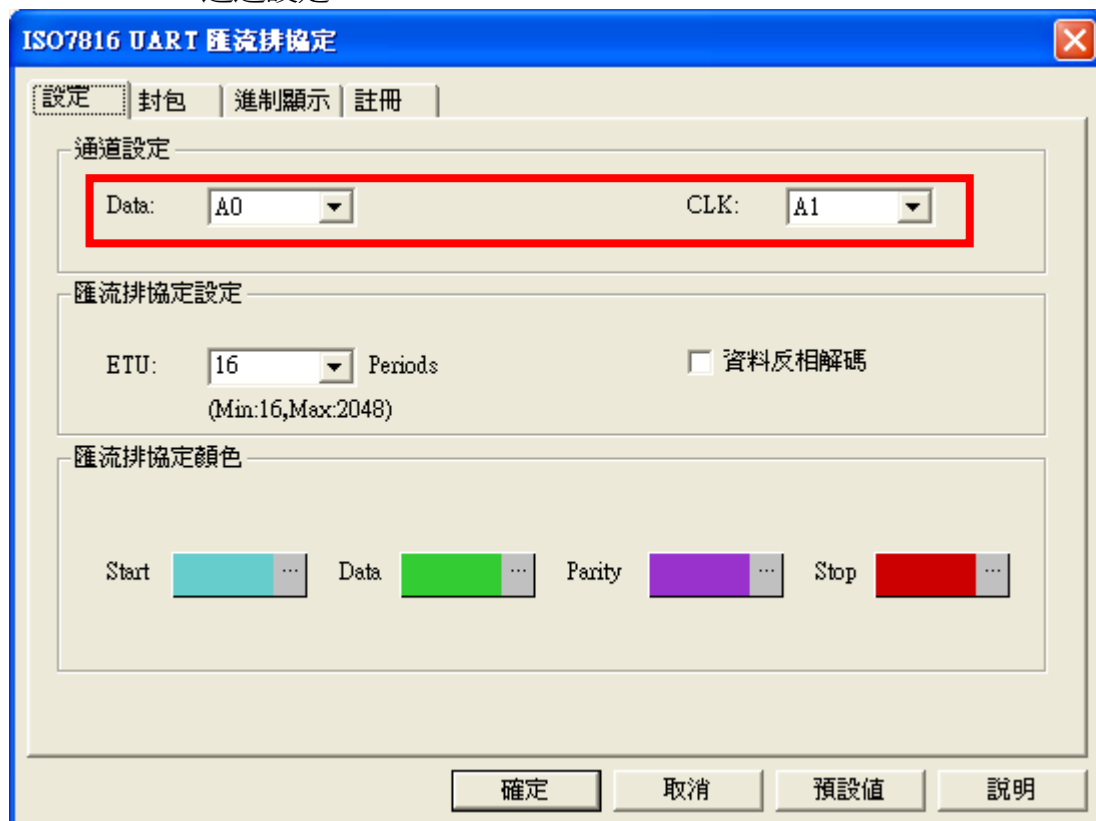 ISO7816 UART 匯流排協定
設定 封包 進制顯示 註冊
通道設定
Data: A0 CLK: A1
匯流排協定設定
ETU: 16 Periods 資料反相解碼
(Min:16,Max:2048)
匯流排協定顏色
Start ... Data ... Parity ... Stop ...
確定 取消 預設值 說明